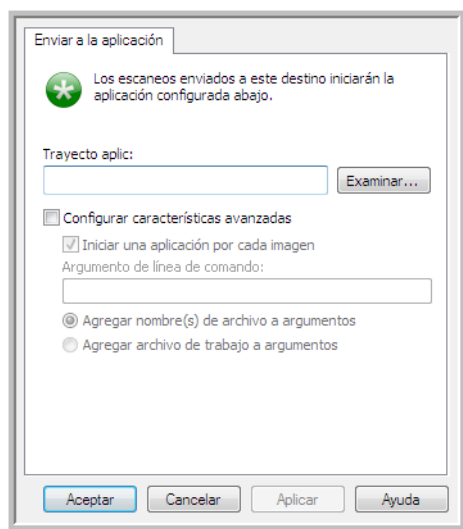 Enviar a la aplicación
Los escaneos enviados a este destino iniciarán la
aplicación configurada abajo.
Trayecto aplic:
Examinar...
Configurar características avanzadas
Iniciar una aplicación por cada imagen
Argumento de línea de comando:
Agregar nombre(s) de archivo a argumentos
Agregar archivo de trabajo a argumentos
Aceptar Cancelar Aplicar Ayuda